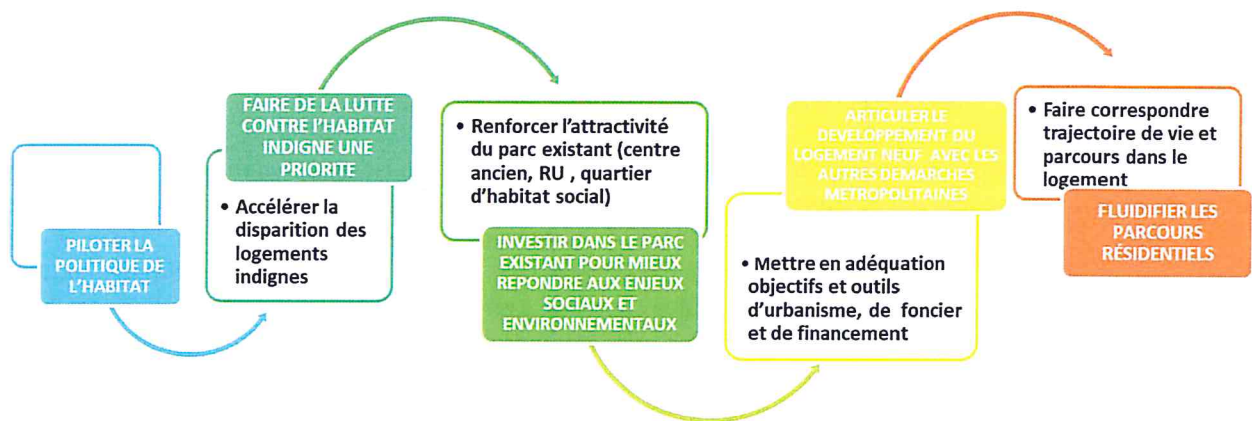 PILOTER LA
POLITIQUE DE
L'HABITAT
FAIRE DE LA LUTTE
CONTRE l'HABITAT
INDIGNE UNE
PRIORITE
• Accélérer la
disparition des
logements
indignes
• Renforcer l'attractivité
du parc existant (centre
ancien, RU , quartier
d'habitat social)
INVESTIR DANS LE PARC
EXISTANT POUR MIEUX
REPONDRE AUX ENJEUX
SOCIAUX ET
ENVIRONNEMENTAUX
ARTICULER LE
DEVELOPPEMENT DU
LOGEMENT NEUF AVEC LES
AUTRES DEMARCHES
METROPOLITAINES
• Mettre en adéquation
objectifs et outils
d'urbanisme, de foncier
et de financement
• Faire correspondre
trajectoire de vie et
parcours dans le
logement
FLUIDIFIER LES
PARCOURS
RÉSIDENTIELS